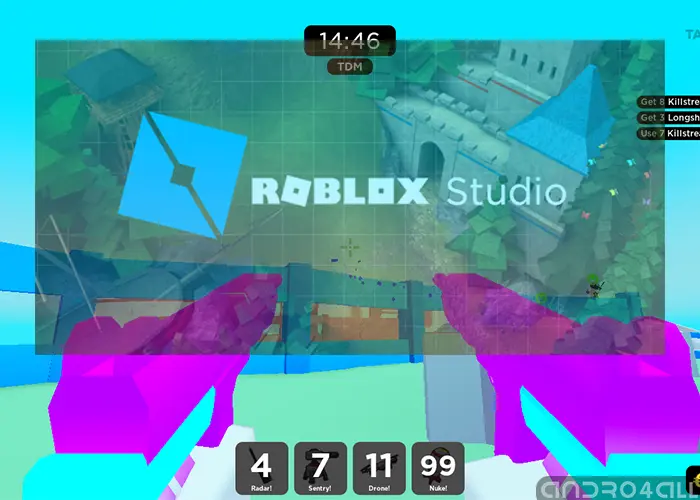 14:46
TDM
TA
Get 8 Killstre
Get 3 Longsh
Use 7 Killstre
ROBLOX Studio
4 7 11 99
Radar! Sentry! Drone! Nuke!
andro4all